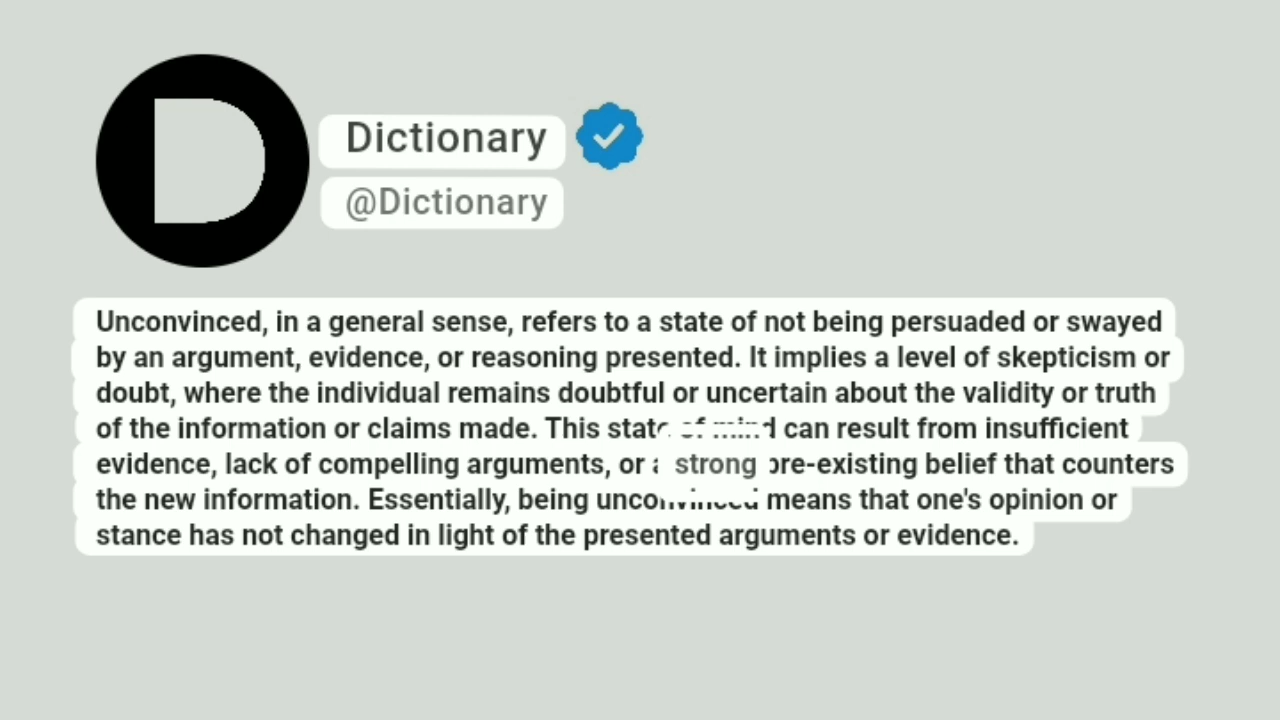 D
Dictionary
@Dictionary
Unconvinced, in a general sense, refers to a state of not being persuaded or swayed
by an argument, evidence, or reasoning presented. It implies a level of skepticism or
doubt, where the individual remains doubtful or uncertain about the validity or truth
of the information or claims made. This state of mind can result from insufficient
evidence, lack of compelling arguments, or a strong pre-existing belief that counters
the new information. Essentially, being unconvinced means that one's opinion or
stance has not changed in light of the presented arguments or evidence.